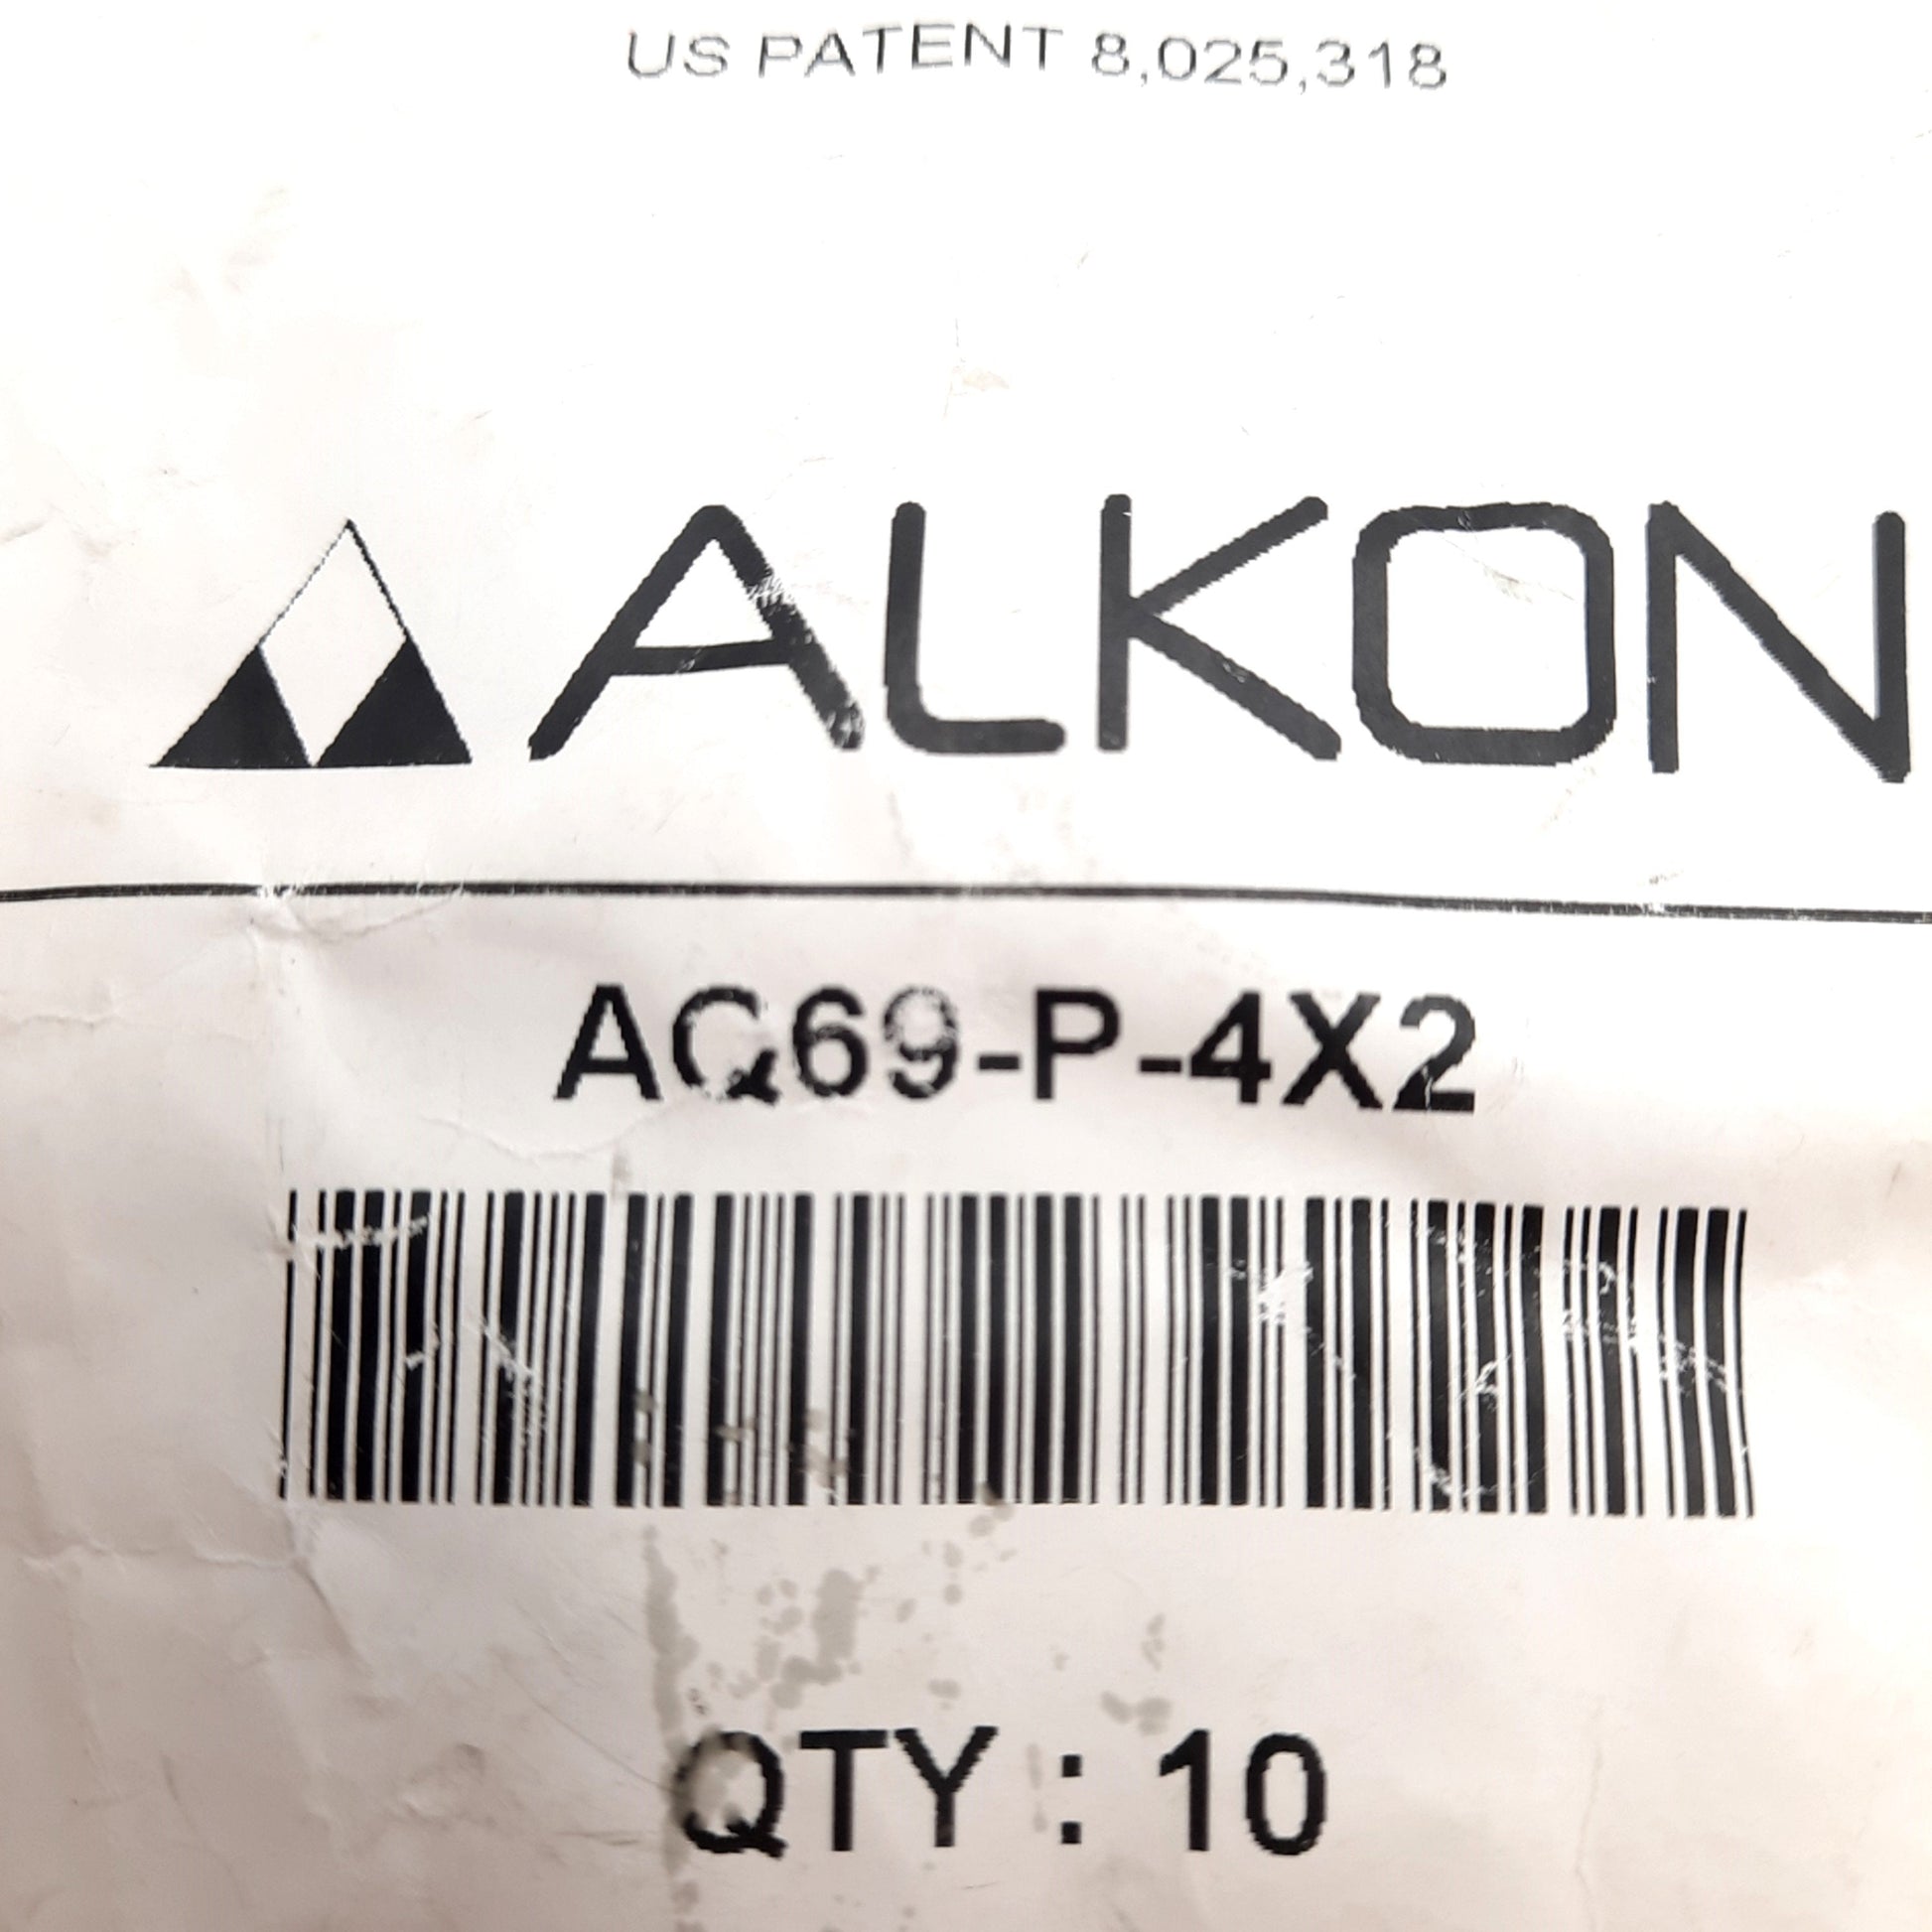 US PATENT 8,025,318
ALKON
AQ69-P-4X2
QTY : 10